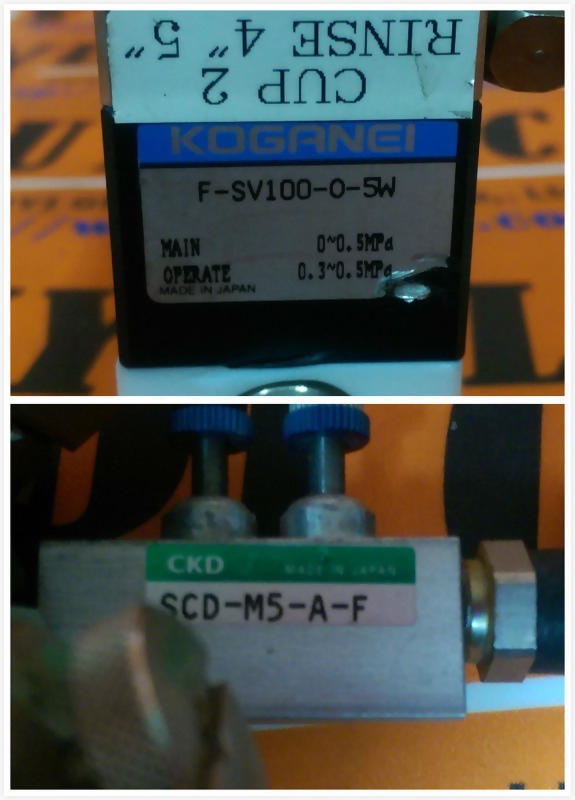 RINSE 4" 5"
CUP 2
KOGANEI
F-SV100-O-5W
MAIN 0~0.5MPa
OPERATE 0.3~0.5MPa
MADE IN JAPAN
CKD MADE IN JAPAN
SCD-M5-A-F